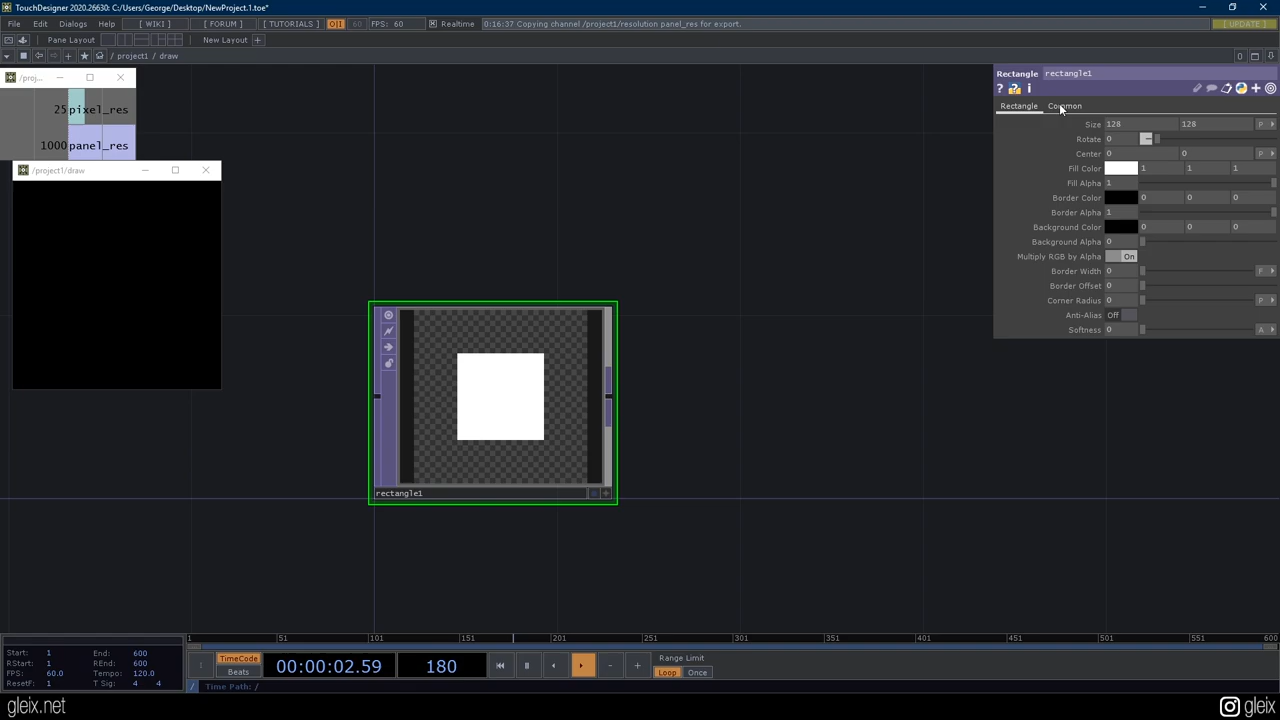 TouchDesigner 2020.26630: C:/Users/George/Desktop/NewProject.1.toe*
File Edit Dialogs Help [ WIKI ] [ FORUM ] [ TUTORIALS ] O|I FPS: 60 Realtime 0:16:37 Copying channel /project1/resolution panel_res for export. [ UPDATE ]
Pane Layout New Layout +
/ project1 / draw 0
/proj...
25 pixel_res
1000 panel_res
/project1/draw
Rectangle rectangle1
Rectangle Common
Size 128 128 P
Rotate 0
Center 0 0 P
Fill Color 1 1 1
Fill Alpha 1
Border Color 0 0 0
Border Alpha 1
Background Color 0 0 0
Background Alpha 0
Multiply RGB by Alpha On
Border Width 0
Border Offset 0
Corner Radius 0 P
Anti-Alias Off
Softness 0 A
rectangle1
1 51 101 151 201 251 301 351 401 451 501 551 600
Start: 1 End: 600
RStart: 1 REnd: 600
FPS: 60.0 Tempo: 120.0
ResetF: 1 T Sig: 4 4
TimeCode
Beats
00:00:02.59 180
Range Limit
Loop Once
/ Time Path: /
gleix.net gleix